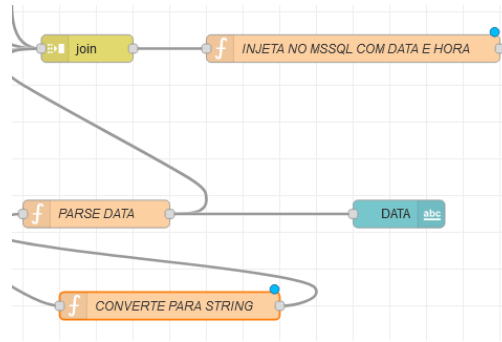 join
INJETA NO MSSQL COM DATA E HORA
PARSE DATA
DATA abc
CONVERTE PARA STRING